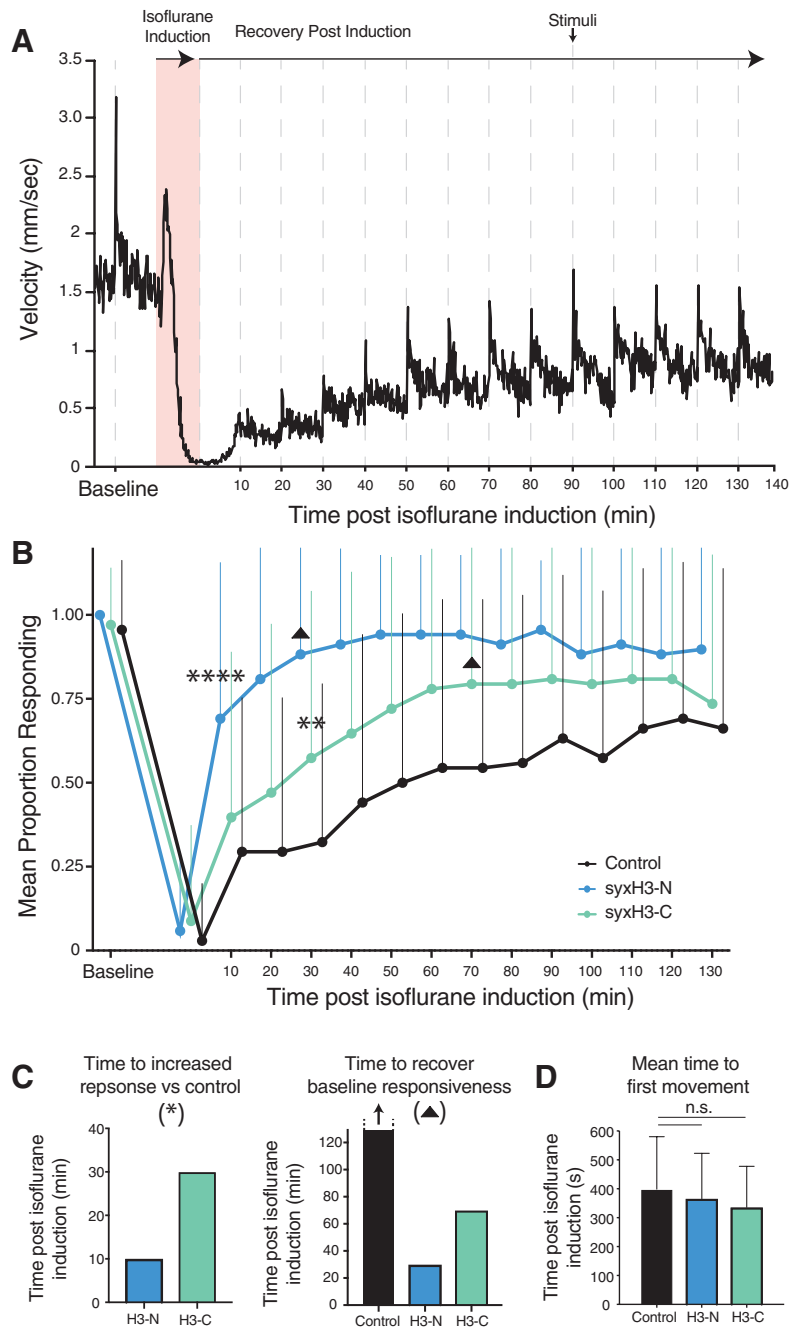 A
Isoflurane
Induction
Recovery Post Induction
Stimuli
Velocity (mm/sec)
3.5
3.0
2.5
2
1.5
1
0.5
0
Baseline
10 20 30 40 50 60 70 80 90 100 110 120 130 140
Time post isoflurane induction (min)
B
Mean Proportion Responding
1.00
0.75
0.50
0.25
0
****
**
Control
syxH3-N
syxH3-C
Baseline
10 20 30 40 50 60 70 80 90 100 110 120 130
Time post isoflurane induction (min)
C
Time to increased
repsonse vs control
(*)
Time post isoflurane
induction (min)
40
30
20
10
0
H3-N H3-C
Time to recover
baseline responsiveness
(▲)
Time post isoflurane
induction (min)
120
100
80
60
40
20
0
Control H3-N H3-C
D
Mean time to
first movement
n.s.
Time post isoflurane
induction (s)
600
500
400
300
200
100
0
Control H3-N H3-C